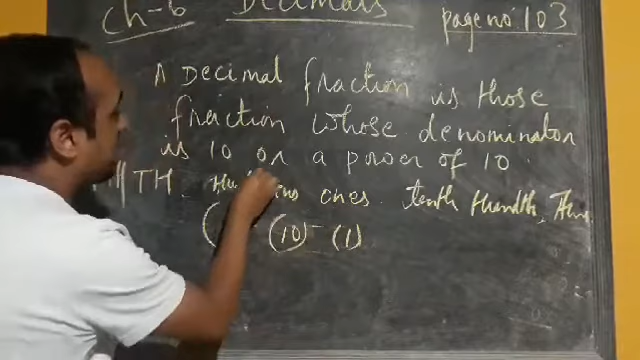 Ch-6 Decimals page no 103
A Decimal fraction is those
fraction whose denominator
is 10 or a power of 10.
TH. ones. tenth
(10) (1)